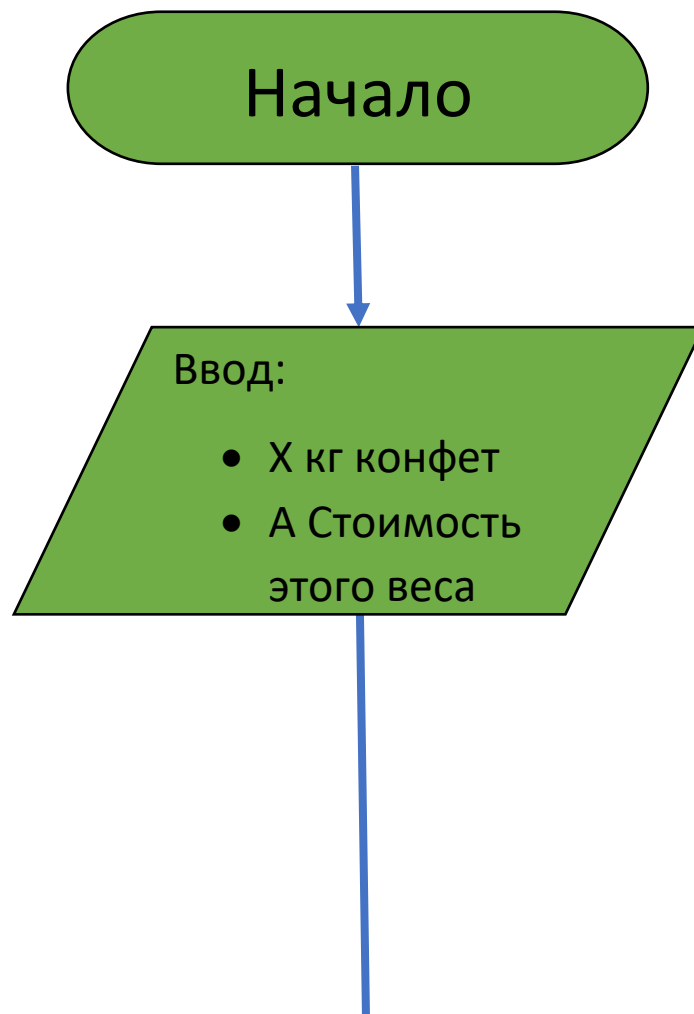 Начало
Ввод:
• Х кг конфет
• А Стоимость
этого веса